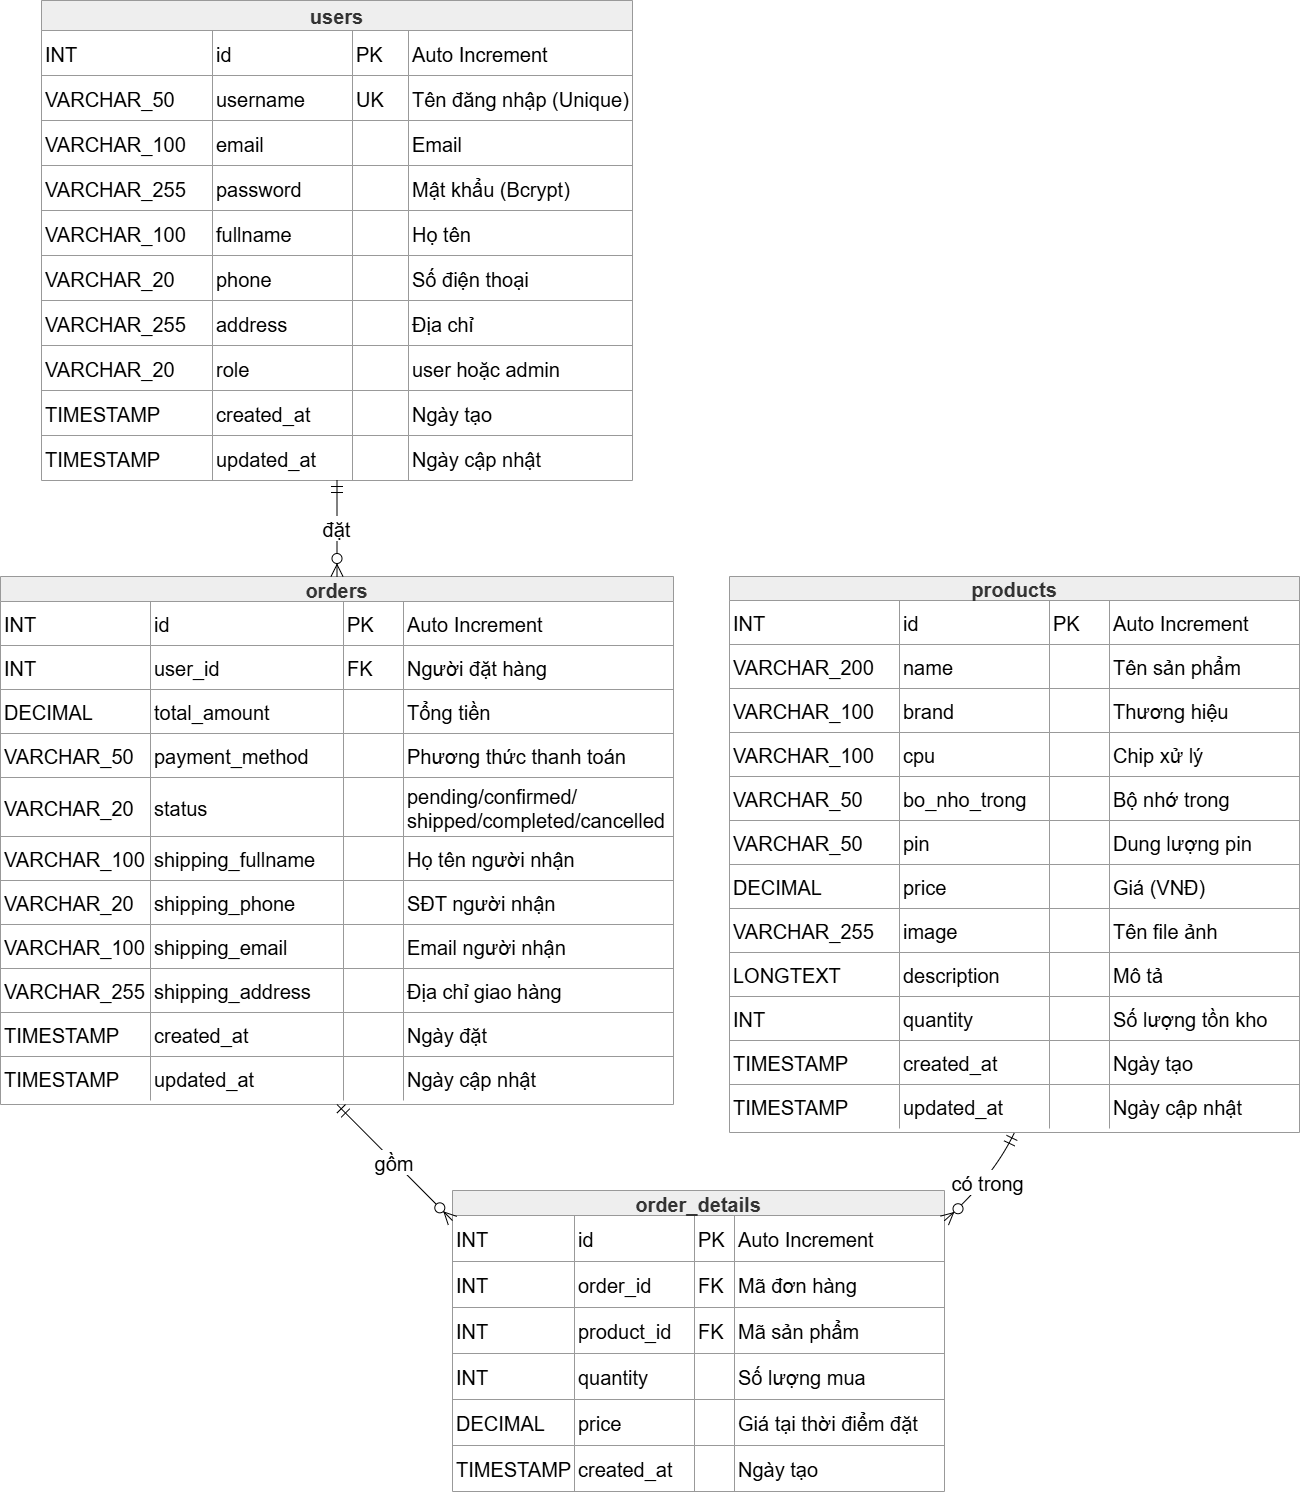 users
INT id PK Auto Increment
VARCHAR_50 username UK Tên đăng nhập (Unique)
VARCHAR_100 email Email
VARCHAR_255 password Mật khẩu (Bcrypt)
VARCHAR_100 fullname Họ tên
VARCHAR_20 phone Số điện thoại
VARCHAR_255 address Địa chỉ
VARCHAR_20 role user hoặc admin
TIMESTAMP created_at Ngày tạo
TIMESTAMP updated_at Ngày cập nhật
đặt
orders
INT id PK Auto Increment
INT user_id FK Người đặt hàng
DECIMAL total_amount Tổng tiền
VARCHAR_50 payment_method Phương thức thanh toán
VARCHAR_20 status pending/confirmed/
shipped/completed/cancelled
VARCHAR_100 shipping_fullname Họ tên người nhận
VARCHAR_20 shipping_phone SĐT người nhận
VARCHAR_100 shipping_email Email người nhận
VARCHAR_255 shipping_address Địa chỉ giao hàng
TIMESTAMP created_at Ngày đặt
TIMESTAMP updated_at Ngày cập nhật
products
INT id PK Auto Increment
VARCHAR_200 name Tên sản phẩm
VARCHAR_100 brand Thương hiệu
VARCHAR_100 cpu Chip xử lý
VARCHAR_50 bo_nho_trong Bộ nhớ trong
VARCHAR_50 pin Dung lượng pin
DECIMAL price Giá (VNĐ)
VARCHAR_255 image Tên file ảnh
LONGTEXT description Mô tả
INT quantity Số lượng tồn kho
TIMESTAMP created_at Ngày tạo
TIMESTAMP updated_at Ngày cập nhật
gồm
có trong
order_details
INT id PK Auto Increment
INT order_id FK Mã đơn hàng
INT product_id FK Mã sản phẩm
INT quantity Số lượng mua
DECIMAL price Giá tại thời điểm đặt
TIMESTAMP created_at Ngày tạo